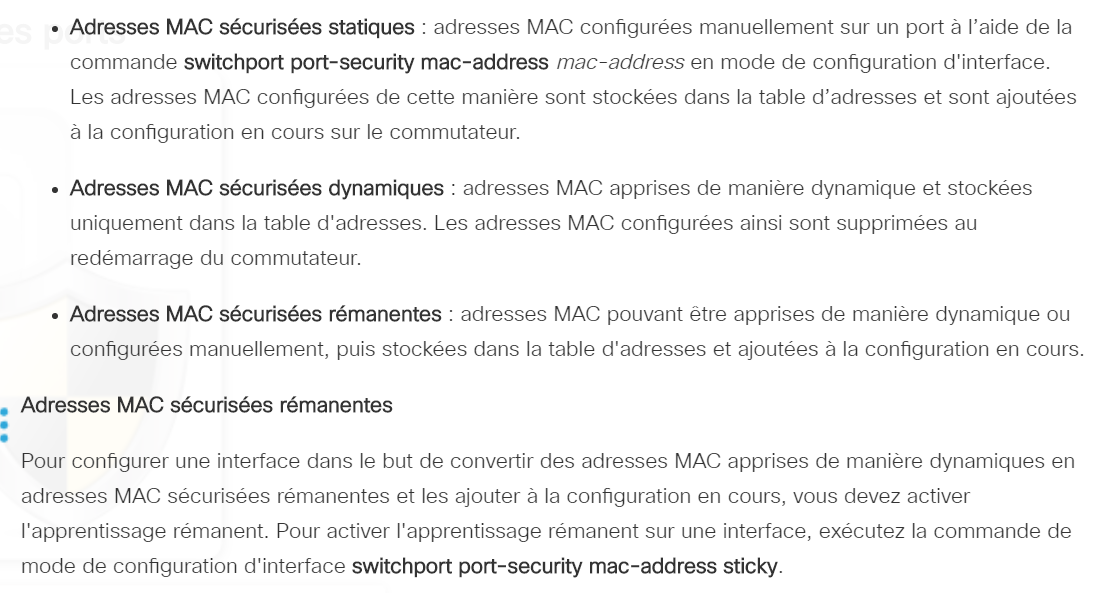 • Adresses MAC sécurisées statiques : adresses MAC configurées manuellement sur un port à l’aide de la
commande switchport port-security mac-address mac-address en mode de configuration d'interface.
Les adresses MAC configurées de cette manière sont stockées dans la table d’adresses et sont ajoutées
à la configuration en cours sur le commutateur.
• Adresses MAC sécurisées dynamiques : adresses MAC apprises de manière dynamique et stockées
uniquement dans la table d'adresses. Les adresses MAC configurées ainsi sont supprimées au
redémarrage du commutateur.
• Adresses MAC sécurisées rémanentes : adresses MAC pouvant être apprises de manière dynamique ou
configurées manuellement, puis stockées dans la table d'adresses et ajoutées à la configuration en cours.
Adresses MAC sécurisées rémanentes
Pour configurer une interface dans le but de convertir des adresses MAC apprises de manière dynamiques en
adresses MAC sécurisées rémanentes et les ajouter à la configuration en cours, vous devez activer
l'apprentissage rémanent. Pour activer l'apprentissage rémanent sur une interface, exécutez la commande de
mode de configuration d'interface switchport port-security mac-address sticky.